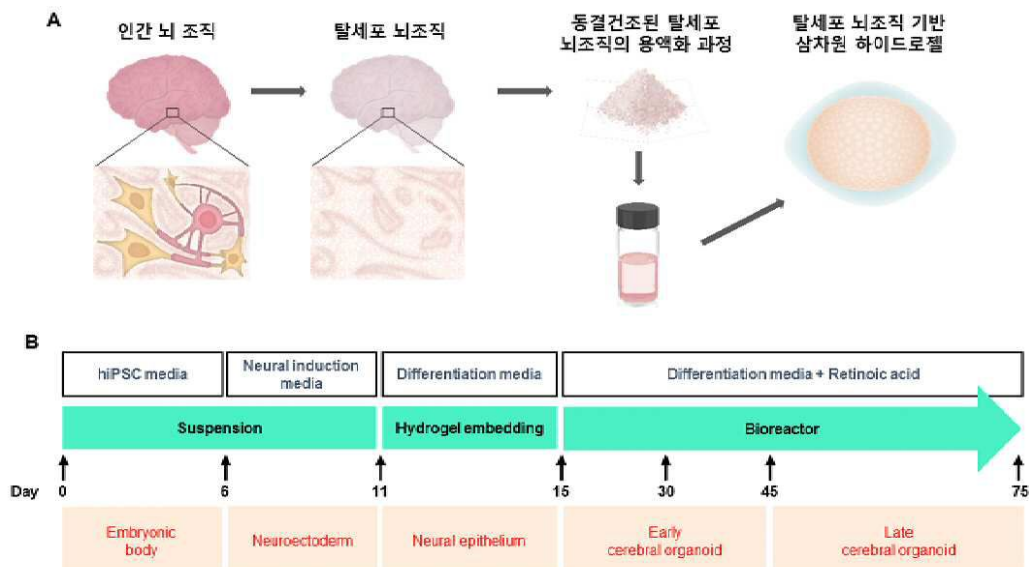 A
인간 뇌 조직
탈세포 뇌조직
동결건조된 탈세포
뇌조직의 용액화 과정
탈세포 뇌조직 기반
삼차원 하이드로젤
B
hiPSC media
Neural induction
media
Differentiation media
Differentiation media + Retinoic acid
Suspension
Hydrogel embedding
Bioreactor
Day 0 6 11 15 30 45 75
Embryonic
body
Neuroectoderm
Neural epithelium
Early
cerebral organoid
Late
cerebral organoid